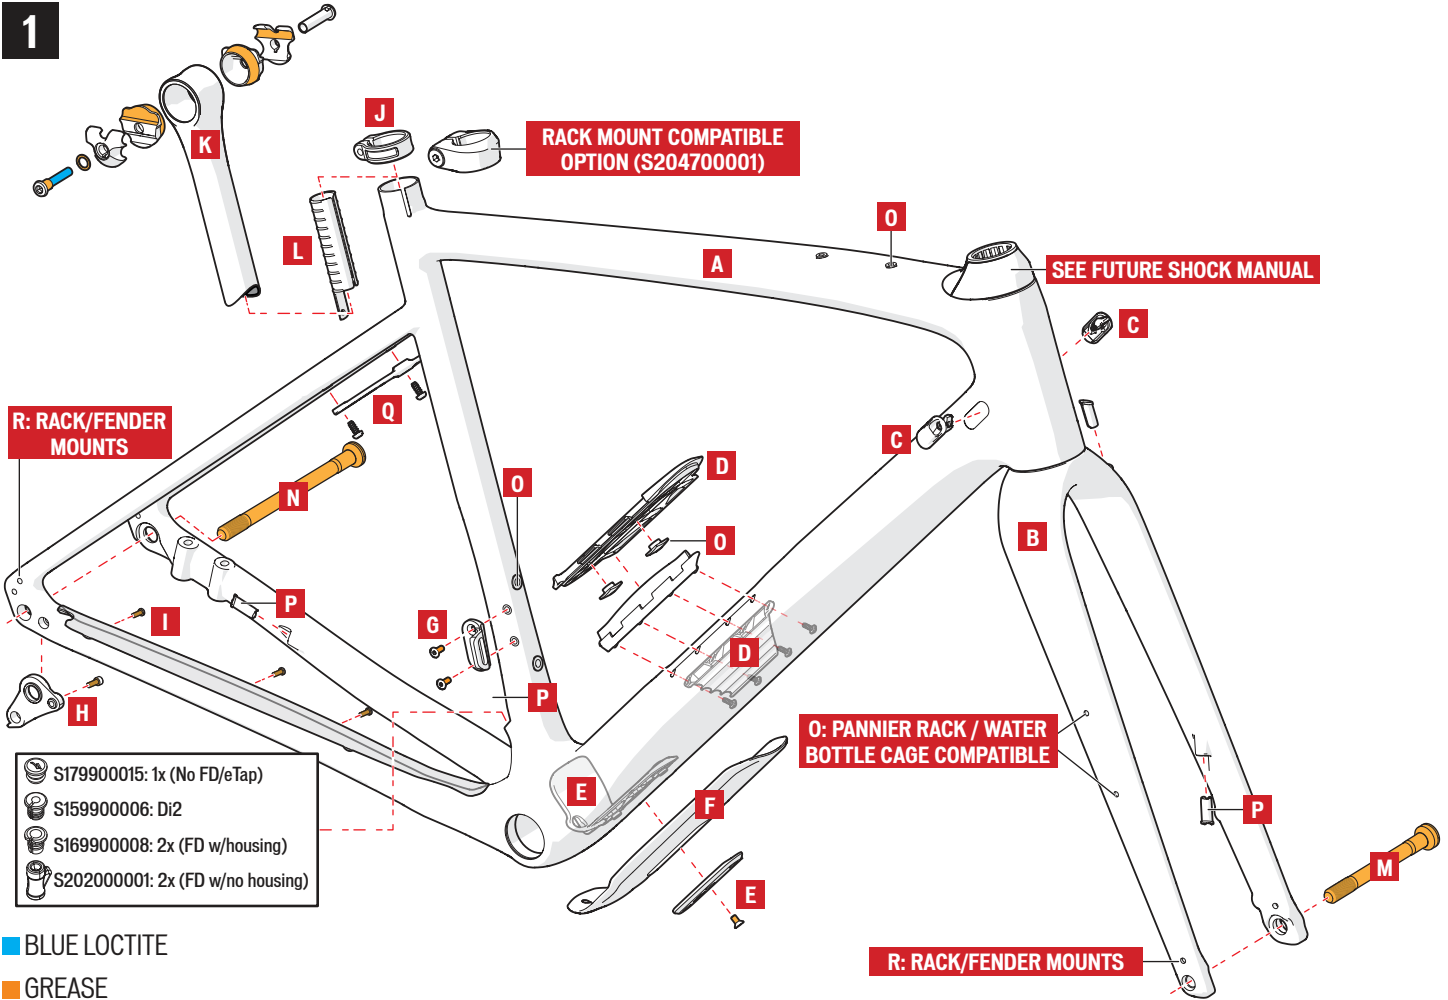 1
J
K
RACK MOUNT COMPATIBLE
OPTION (S204700001)
O
L
A
SEE FUTURE SHOCK MANUAL
C
Q
R: RACK/FENDER
MOUNTS
C
D
N
O
O
B
P
I
G
D
P
H
O: PANNIER RACK / WATER
BOTTLE CAGE COMPATIBLE
S179900015: 1x (No FD/eTap)
S159900006: Di2
S169900008: 2x (FD w/housing)
S202000001: 2x (FD w/no housing)
E
F
P
M
E
BLUE LOCTITE
R: RACK/FENDER MOUNTS
GREASE